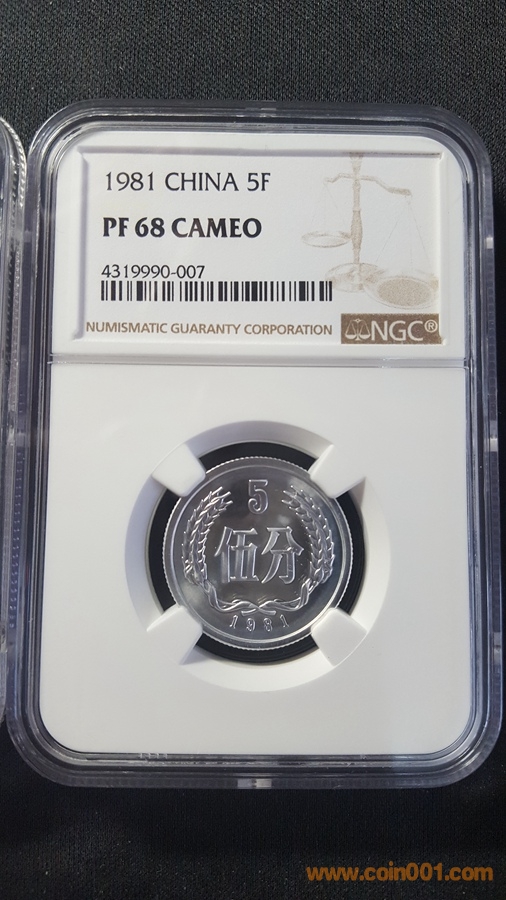 1981 CHINA 5F
PF 68 CAMEO
4319990-007
NUMISMATIC GUARANTY CORPORATION
NGC®
5
伍分
1981
www.coin001.com